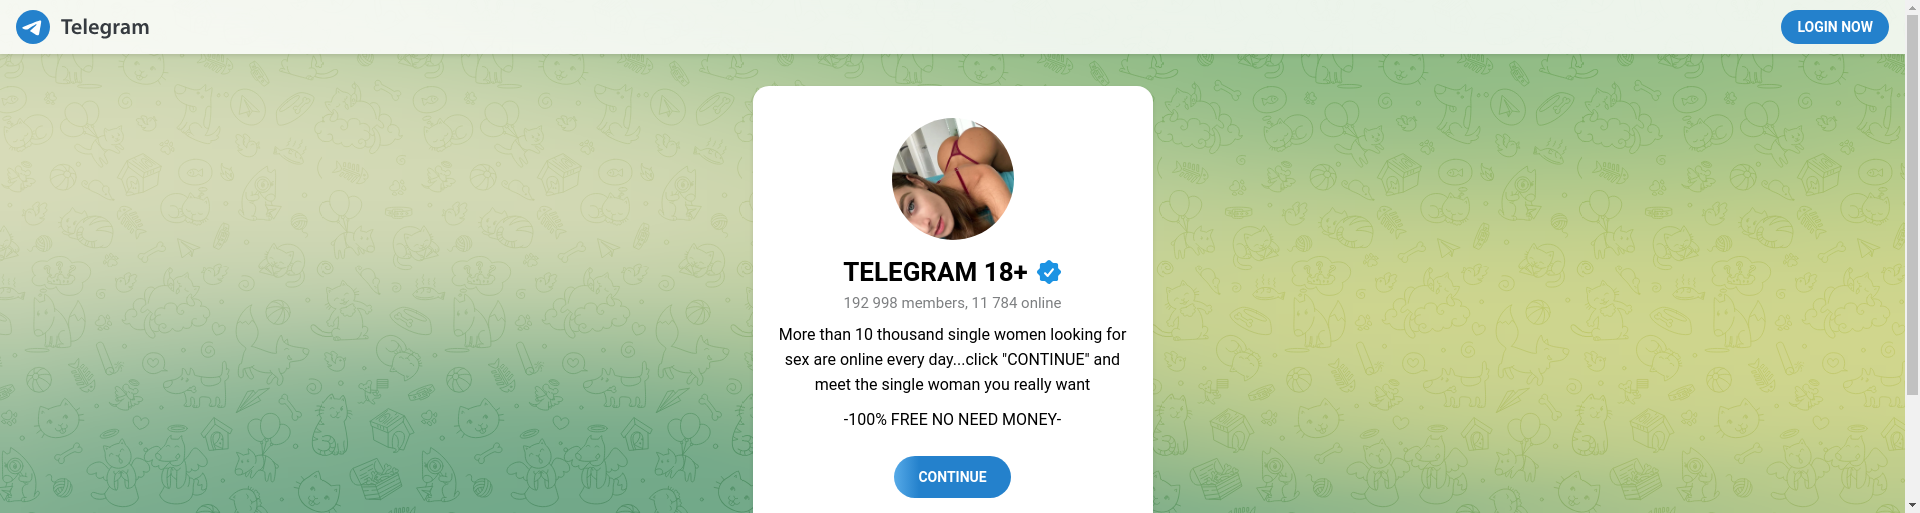 Telegram
LOGIN NOW
TELEGRAM 18+
192 998 members, 11 784 online
More than 10 thousand single women looking for
sex are online every day...click "CONTINUE" and
meet the single woman you really want
-100% FREE NO NEED MONEY-
CONTINUE